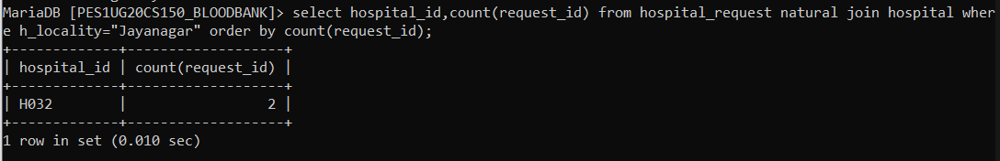 MariaDB [PES1UG20CS150_BLOODBANK]> select hospital_id,count(request_id) from hospital_request natural join hospital wher
e h_locality="Jayanagar" order by count(request_id);
+-------------+-------------------+
| hospital_id | count(request_id) |
+-------------+-------------------+
| H032        |                 2 |
+-------------+-------------------+
1 row in set (0.010 sec)